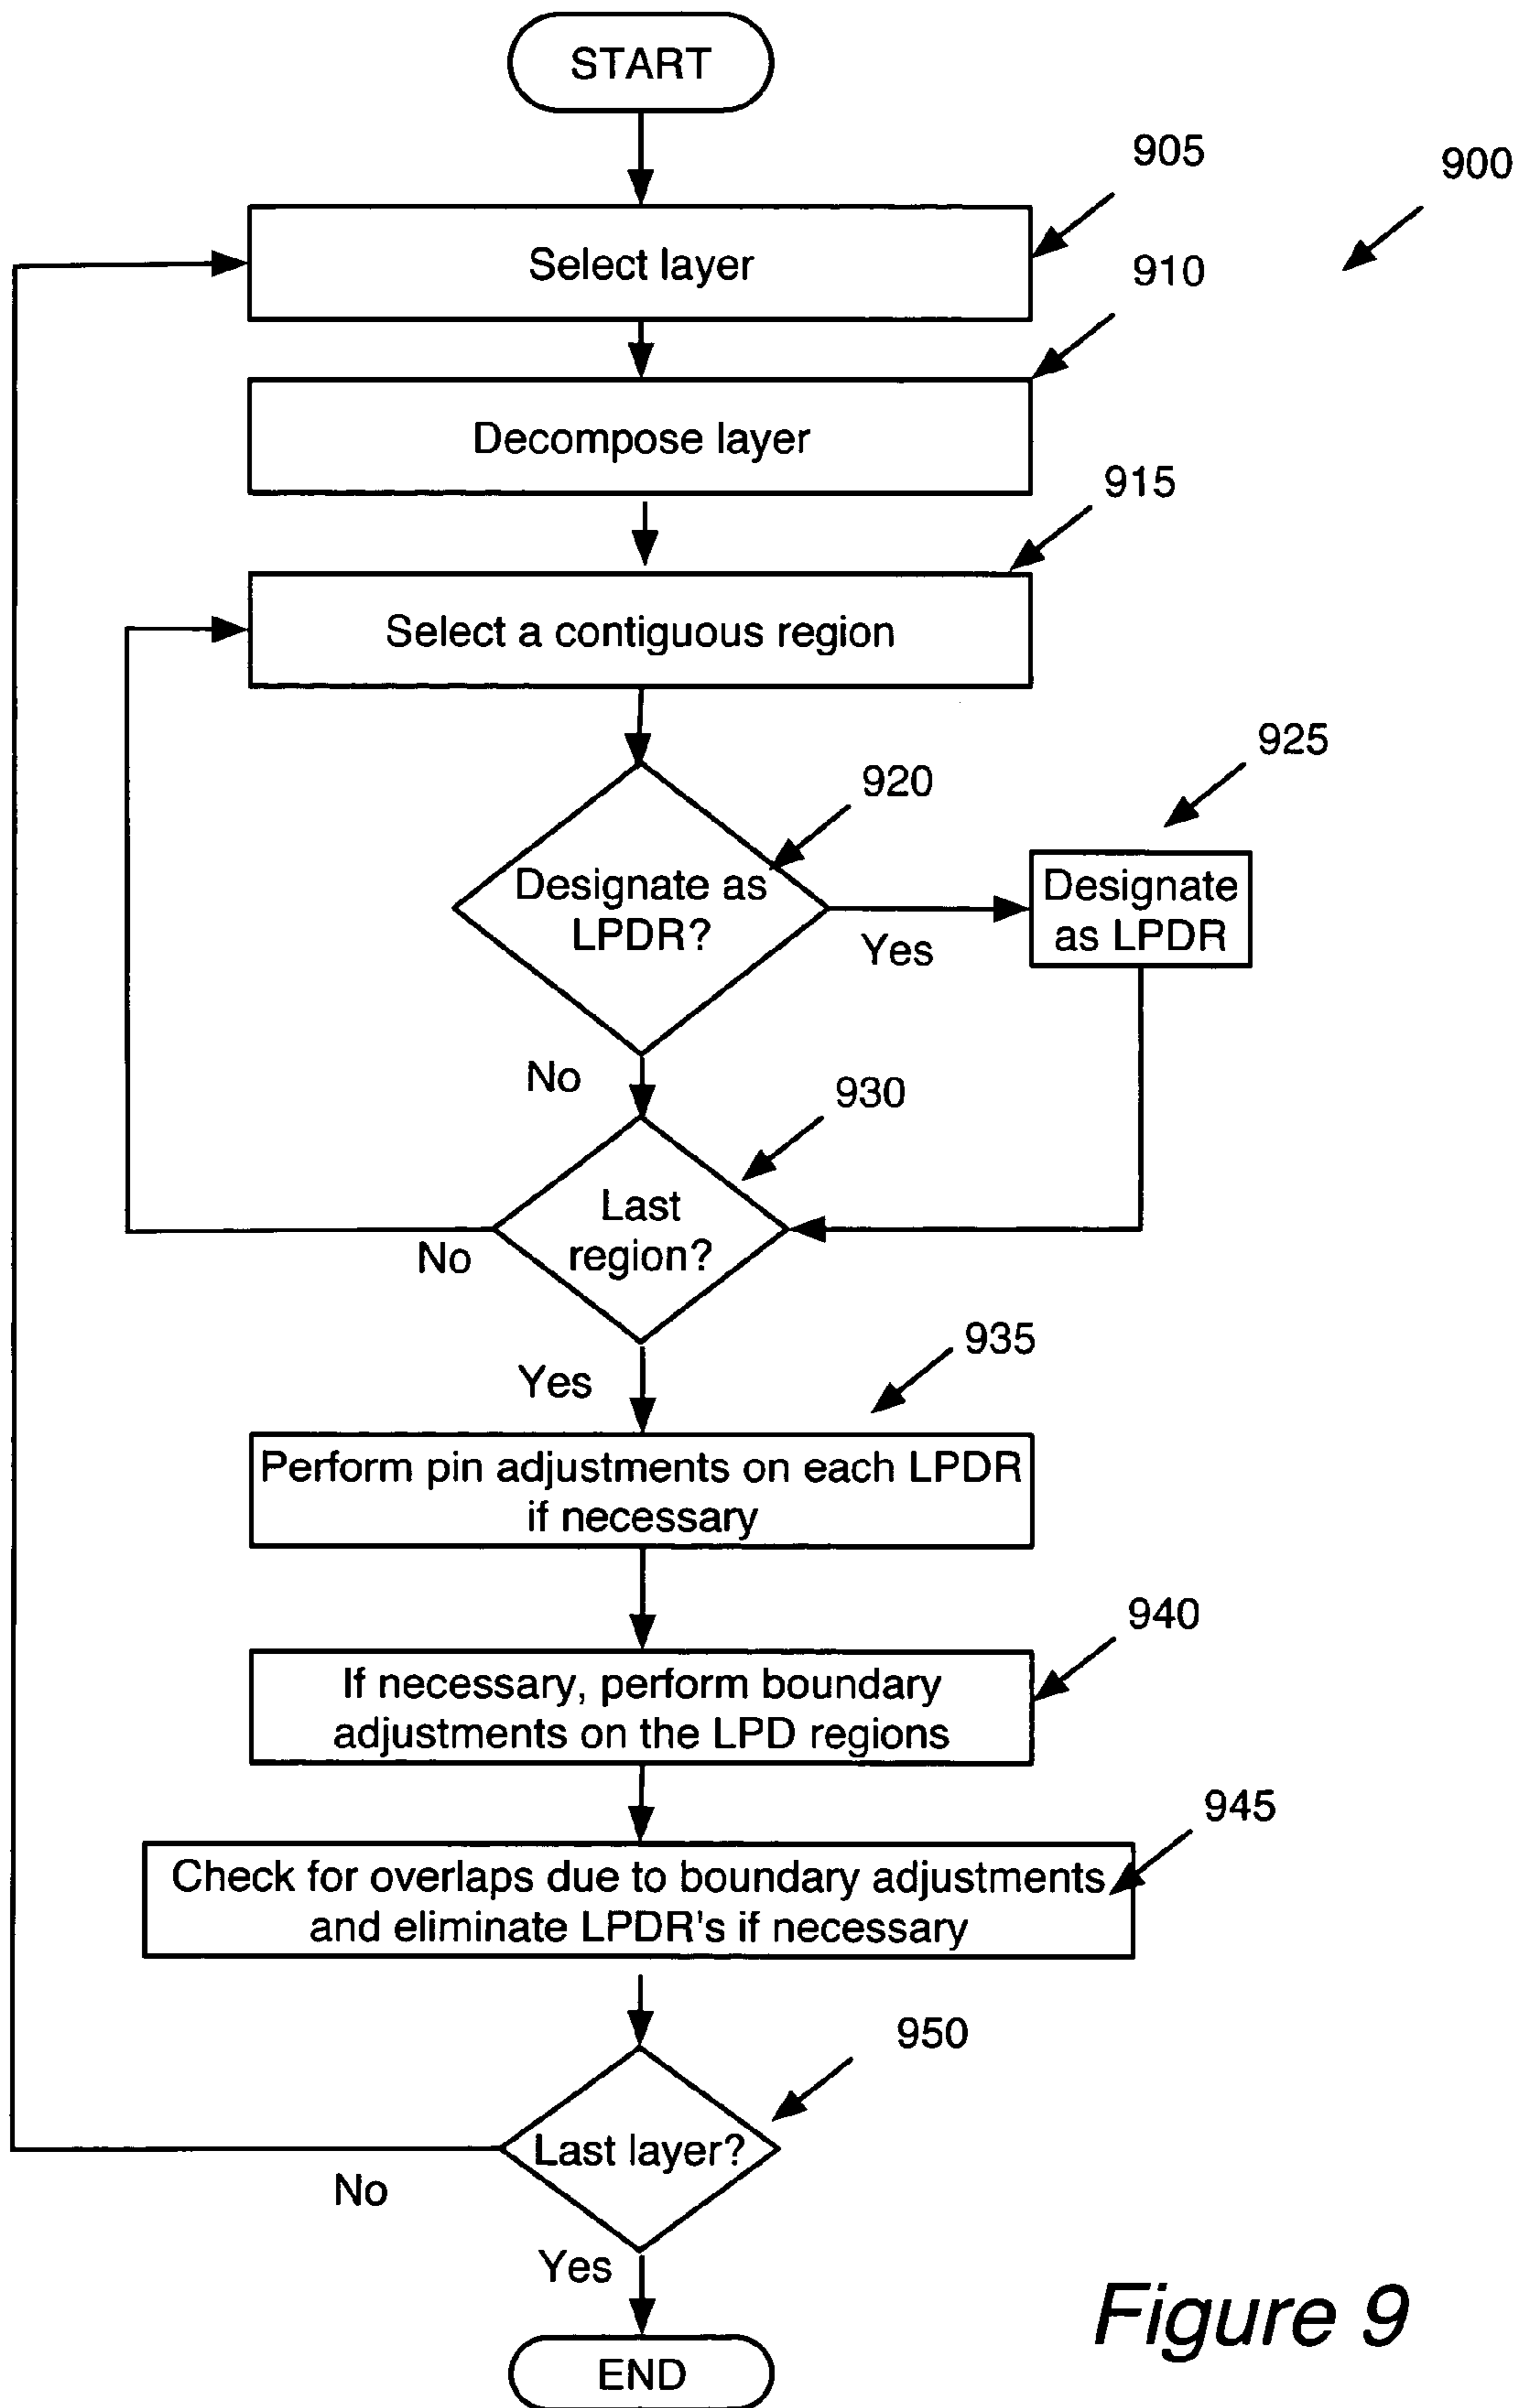 START
905
900
Select layer
910
Decompose layer
915
Select a contiguous region
925
920
Designate as
LPDR?
Yes
Designate
as LPDR
No
930
Last
region?
No
935
Yes
Perform pin adjustments on each LPDR
if necessary
940
If necessary, perform boundary
adjustments on the LPD regions
945
Check for overlaps due to boundary adjustments
and eliminate LPDR's if necessary
950
Last layer?
No
Yes
END
Figure 9